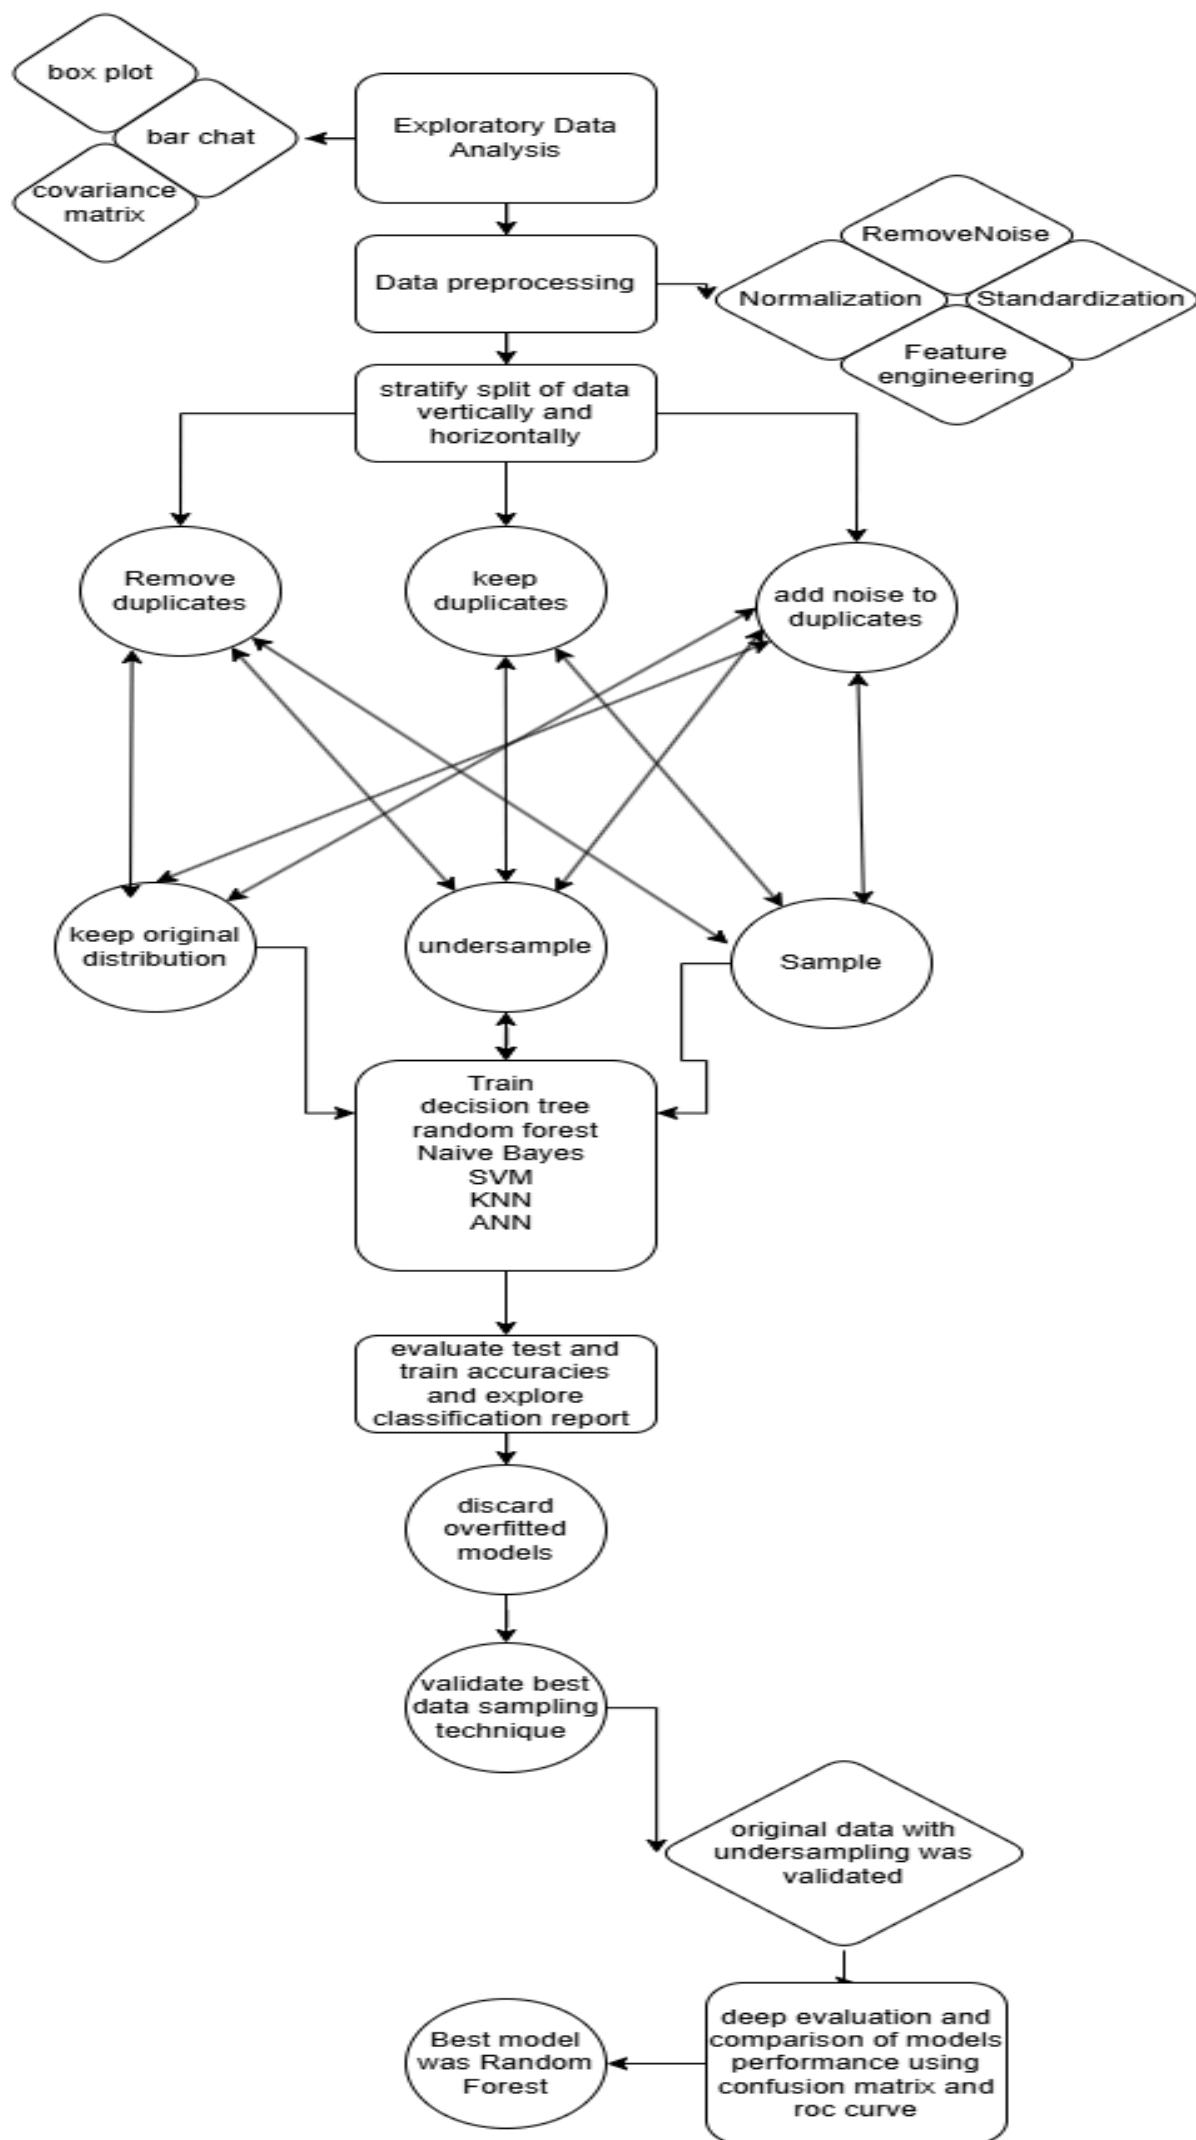 box plot
bar chat
covariance
matrix
Exploratory Data
Analysis
RemoveNoise
Normalization
Standardization
Feature
engineering
Data preprocessing
stratify split of data
vertically and
horizontally
Remove
duplicates
keep
duplicates
add noise to
duplicates
keep original
distribution
undersample
Sample
Train
decision tree
random forest
Naive Bayes
SVM
KNN
ANN
evaluate test and
train accuracies
and explore
classification report
discard
overfitted
models
validate best
data sampling
technique
original data with
undersampling was
validated
deep evaluation and
comparison of models
performance using
confusion matrix and
roc curve
Best model
was Random
Forest